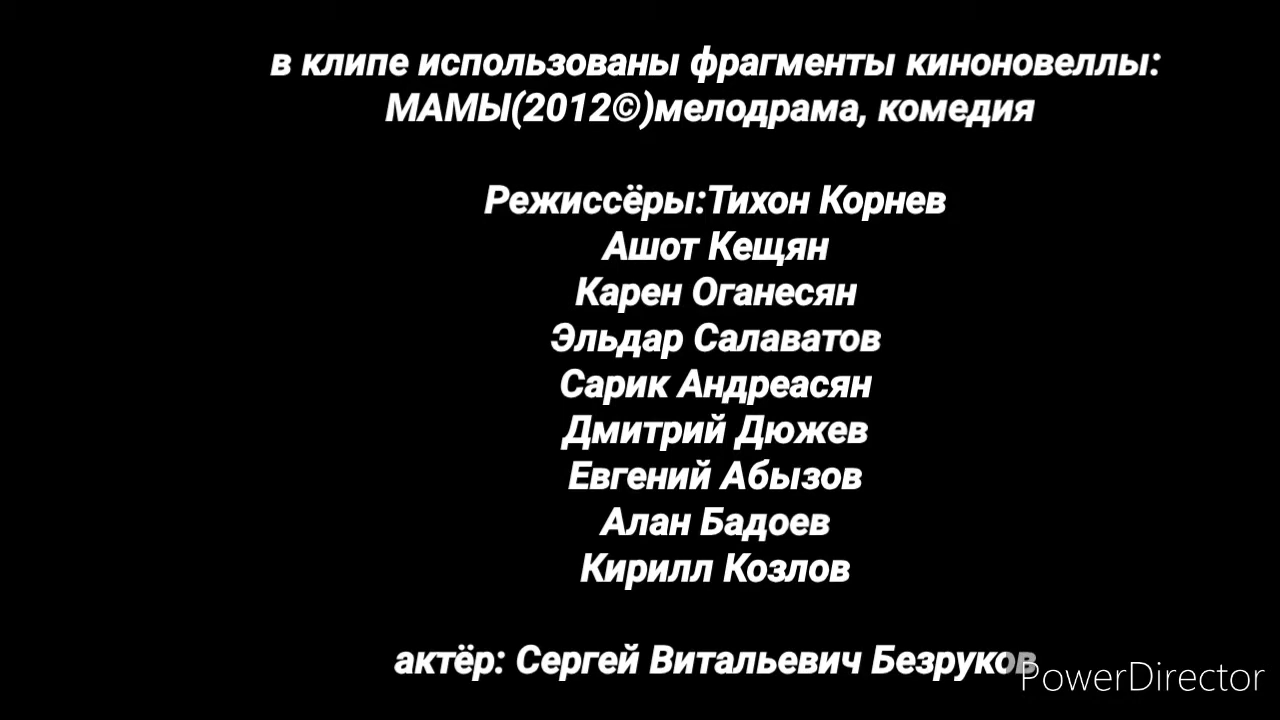 в клипе использованы фрагменты киноновеллы:
МАМЫ(2012©)мелодрама, комедия
Режиссёры:Тихон Корнев
Ашот Кещян
Карен Оганесян
Эльдар Салаватов
Сарик Андреасян
Дмитрий Дюжев
Евгений Абызов
Алан Бадоев
Кирилл Козлов
актёр: Сергей Витальевич Безруков
PowerDirector